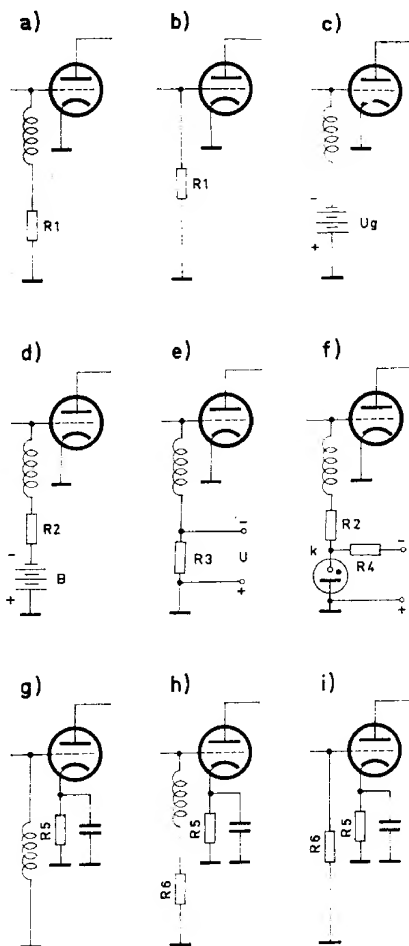 a) b) c)
R1 R1 - Ug +
d) e) f)
R2 - B + R3 - U + R2 k R4 - +
g) h) i)
R5 R5 R6 R5 R6